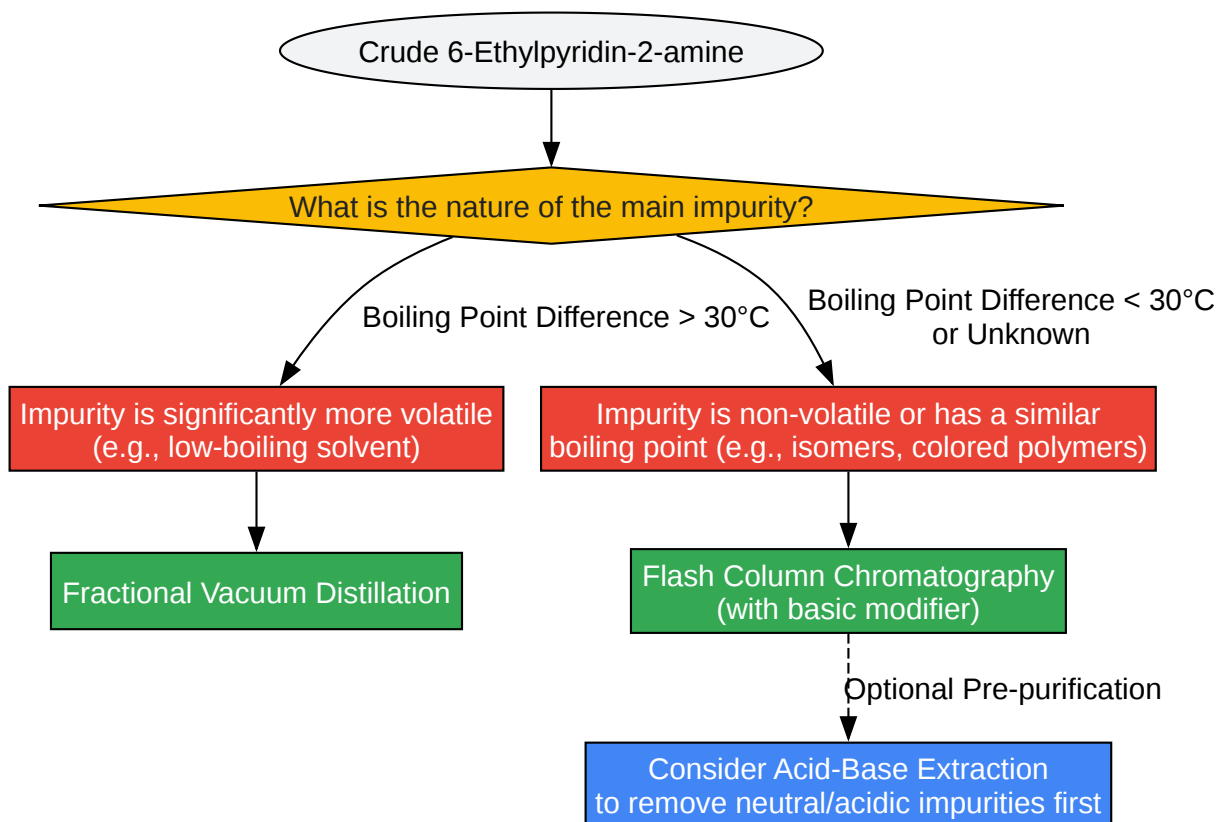 Crude 6-Ethylpyridin-2-amine
What is the nature of the main impurity?
Boiling Point Difference > 30°C
Boiling Point Difference < 30°C
or Unknown
Impurity is significantly more volatile
(e.g., low-boiling solvent)
Impurity is non-volatile or has a similar
boiling point (e.g., isomers, colored polymers)
Fractional Vacuum Distillation
Flash Column Chromatography
(with basic modifier)
Optional Pre-purification
Consider Acid-Base Extraction
to remove neutral/acidic impurities first